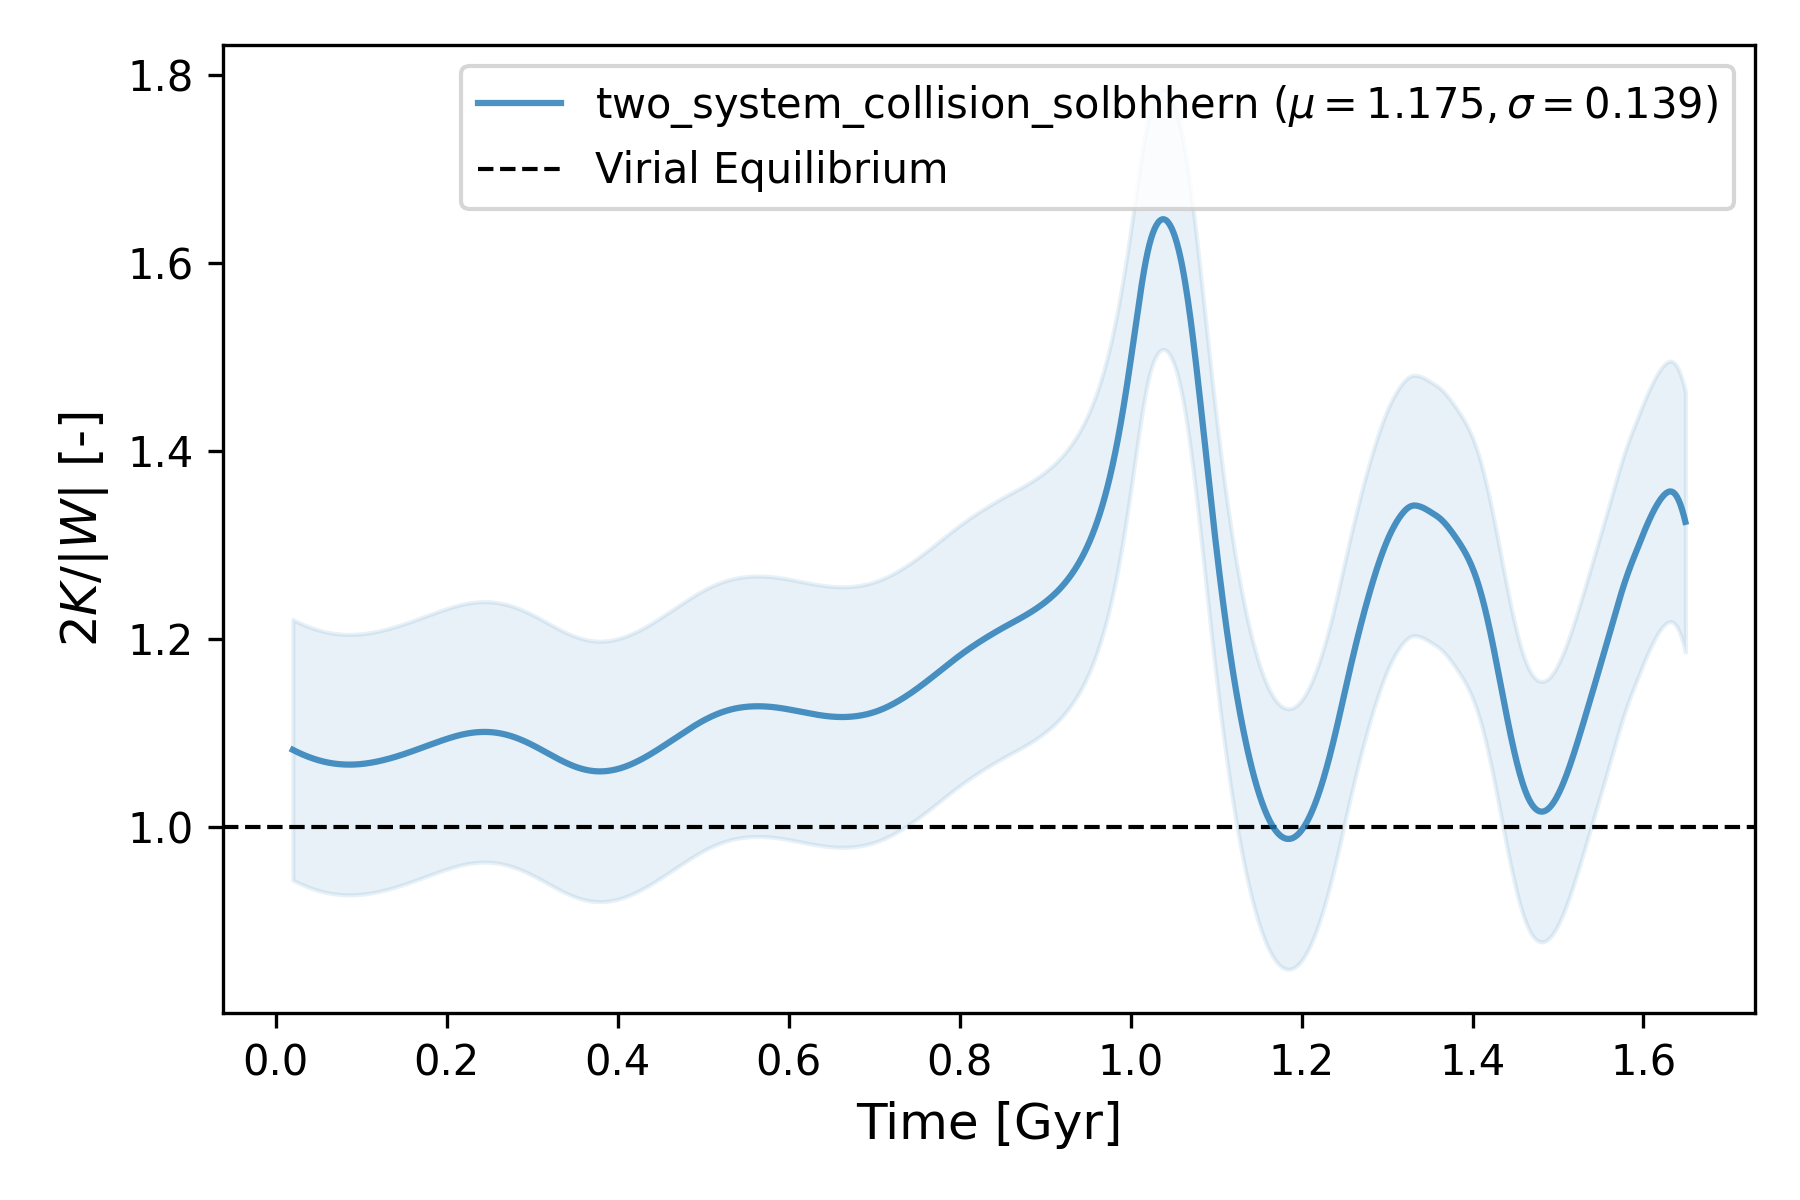 two_system_collision_solbhhern (μ = 1.175, σ = 0.139)
Virial Equilibrium
2K/|W| [-]
1.8
1.6
1.4
1.2
1.0
0.0 0.2 0.4 0.6 0.8 1.0 1.2 1.4 1.6
Time [Gyr]